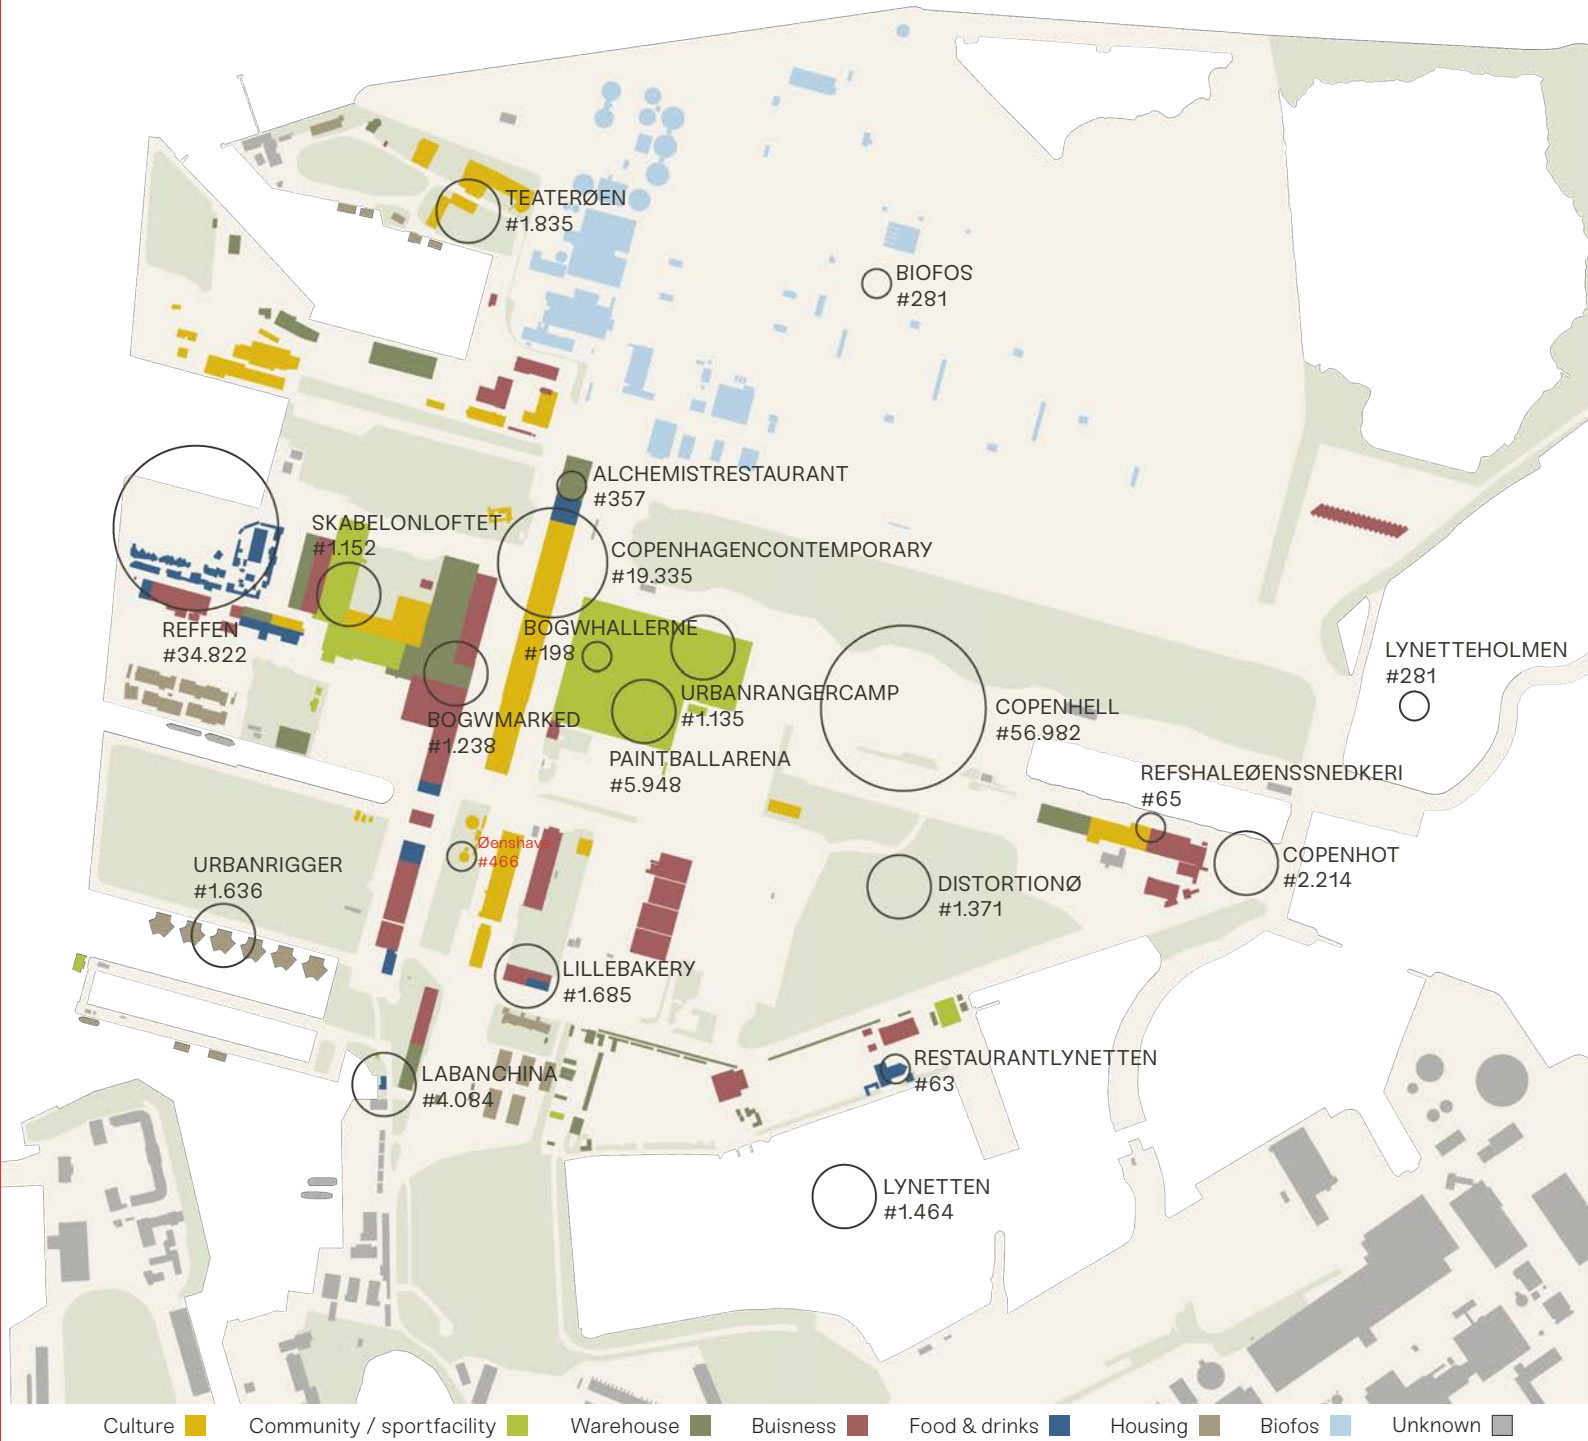 TEATERØEN
#1.835
BIOFOS
#281
ALCHEMISTRESTAURANT
#357
SKABELONLOFTET
#1.152
COPENHAGENCONTEMPORARY
#19.335
REFFEN
#34.822
BOGWHALLERNE
#198
LYNETTEHOLMEN
#281
URBANRANGERCAMP
#1.135
COPENHELL
#56.982
BOGWMARKED
#1.238
PAINTBALLARENA
#5.948
REFSHALEØENSSNEDKERI
#65
Øenshave
#466
URBANRIGGER
#1.636
COPENHOT
#2.214
DISTORTIONØ
#1.371
LILLEBAKERY
#1.685
LABANCHINA
#4.084
RESTAURANTLYNETTEN
#63
LYNETTEN
#1.464
Culture
Community / sportfacility
Warehouse
Buisness
Food & drinks
Housing
Biofos
Unknown